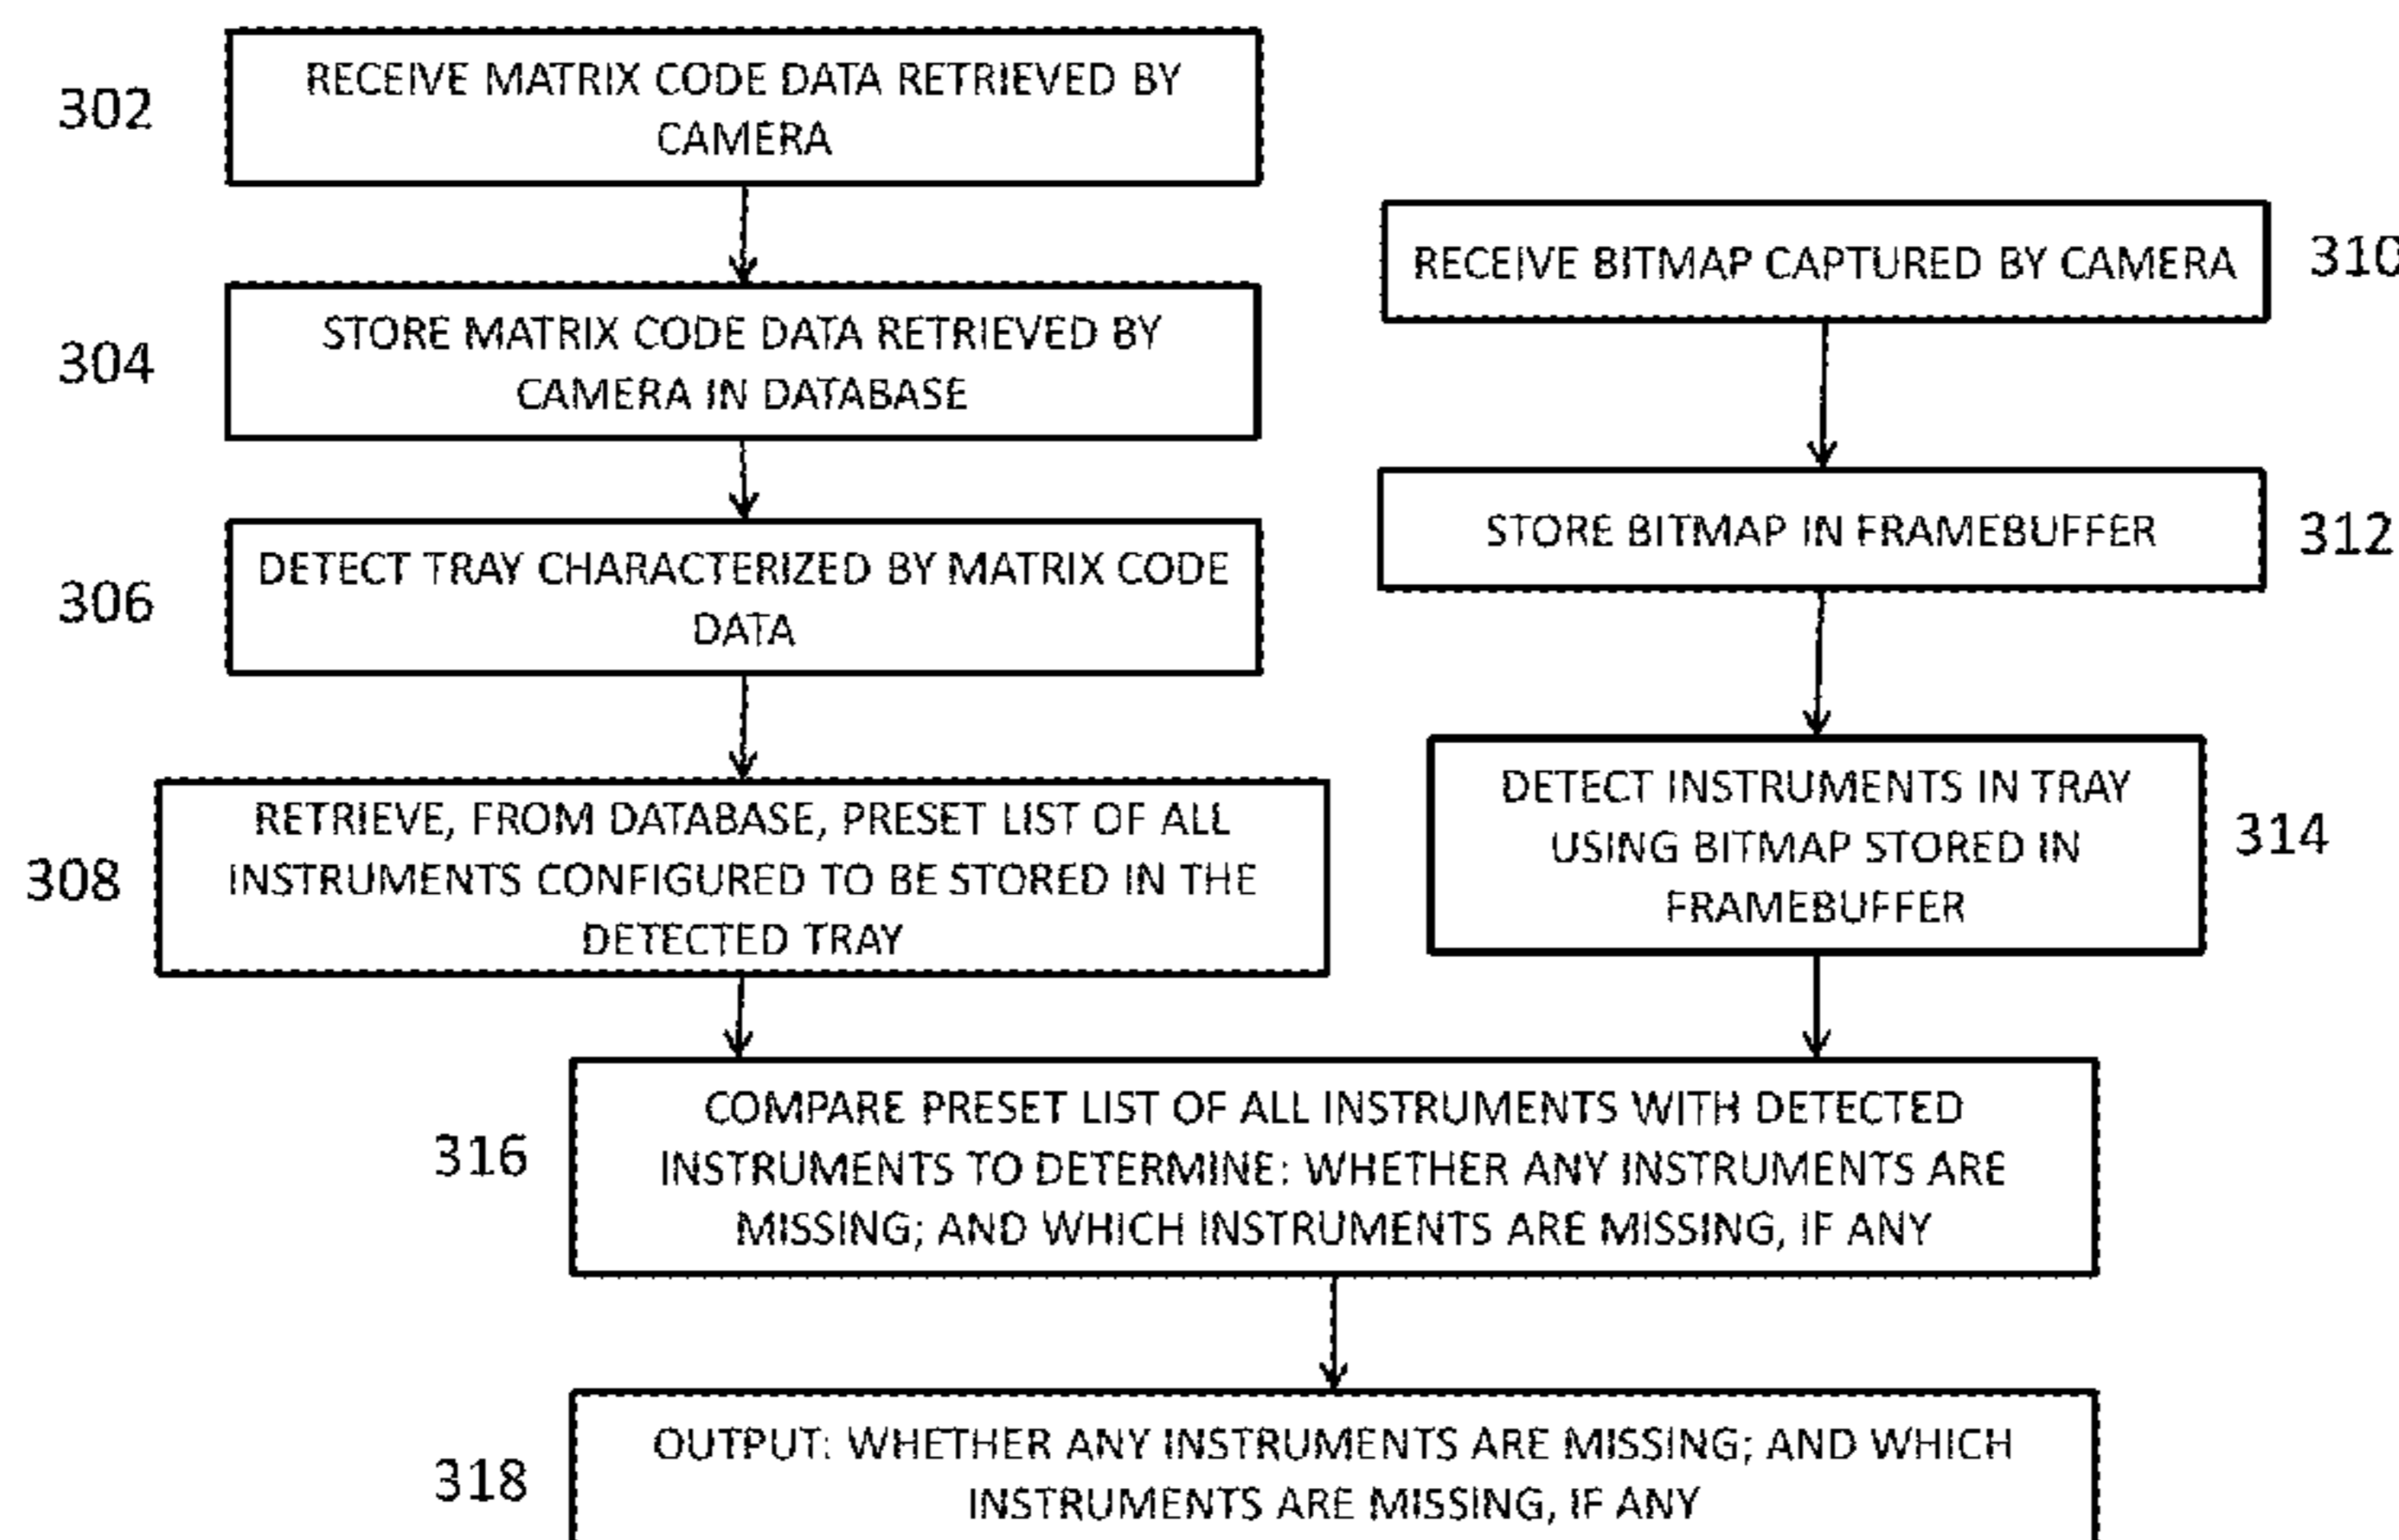 302
RECEIVE MATRIX CODE DATA RETRIEVED BY
CAMERA
304
STORE MATRIX CODE DATA RETRIEVED BY
CAMERA IN DATABASE
306
DETECT TRAY CHARACTERIZED BY MATRIX CODE
DATA
308
RETRIEVE, FROM DATABASE, PRESET LIST OF ALL
INSTRUMENTS CONFIGURED TO BE STORED IN THE
DETECTED TRAY
RECEIVE BITMAP CAPTURED BY CAMERA
310
STORE BITMAP IN FRAMEBUFFER
312
DETECT INSTRUMENTS IN TRAY
USING BITMAP STORED IN
FRAMEBUFFER
314
316
COMPARE PRESET LIST OF ALL INSTRUMENTS WITH DETECTED
INSTRUMENTS TO DETERMINE: WHETHER ANY INSTRUMENTS ARE
MISSING; AND WHICH INSTRUMENTS ARE MISSING, IF ANY
318
OUTPUT: WHETHER ANY INSTRUMENTS ARE MISSING; AND WHICH
INSTRUMENTS ARE MISSING, IF ANY